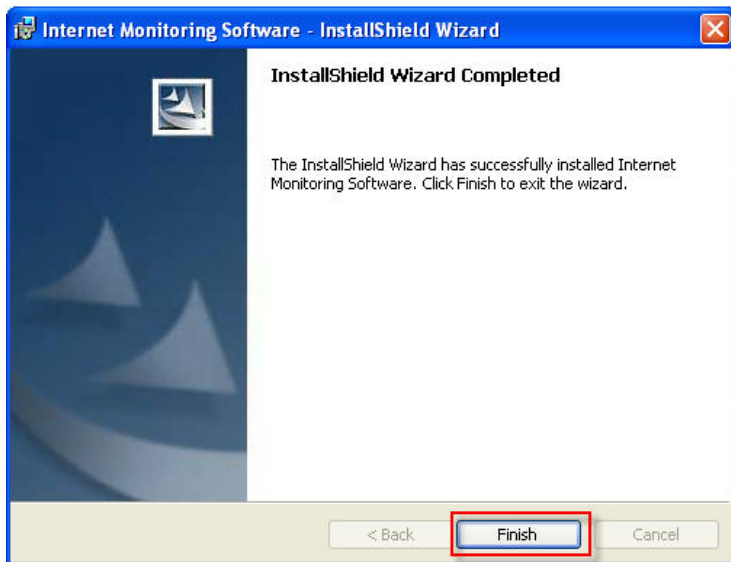 Internet Monitoring Software - InstallShield Wizard
InstallShield Wizard Completed
The InstallShield Wizard has successfully installed Internet
Monitoring Software. Click Finish to exit the wizard.
< Back Finish Cancel